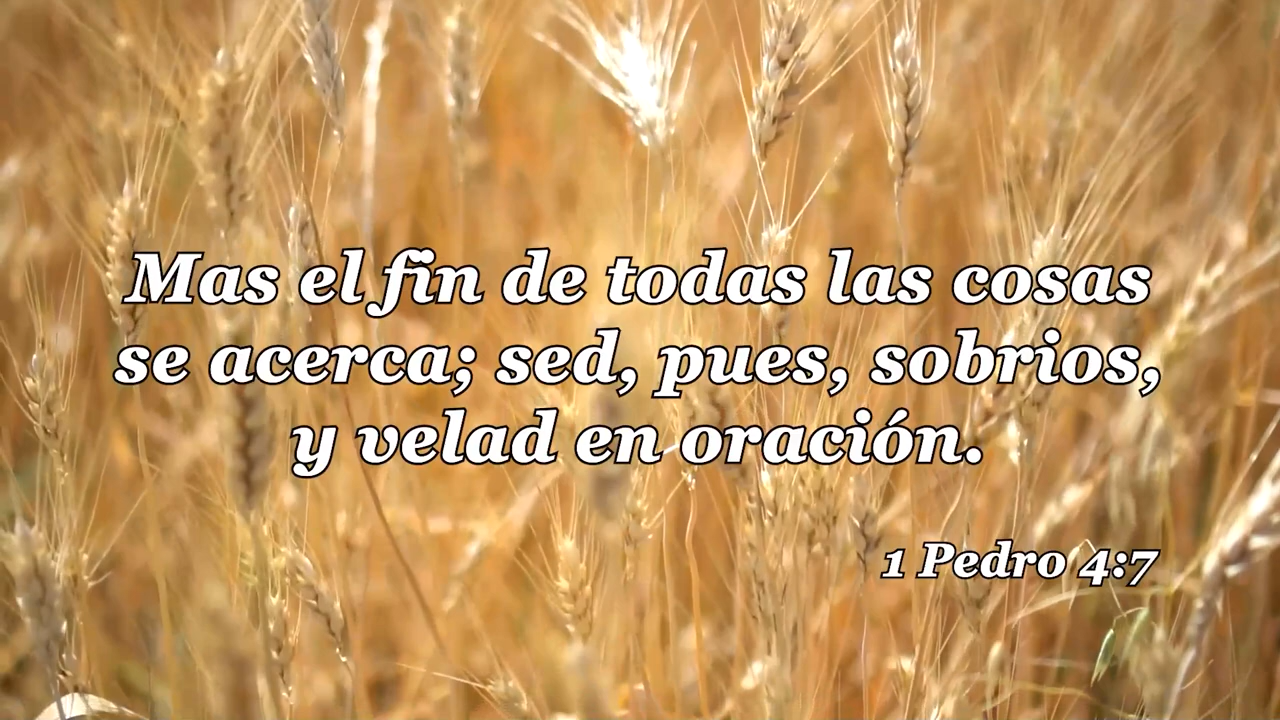 Mas el fin de todas las cosas
se acerca; sed, pues, sobrios,
y velad en oración.
1 Pedro 4:7